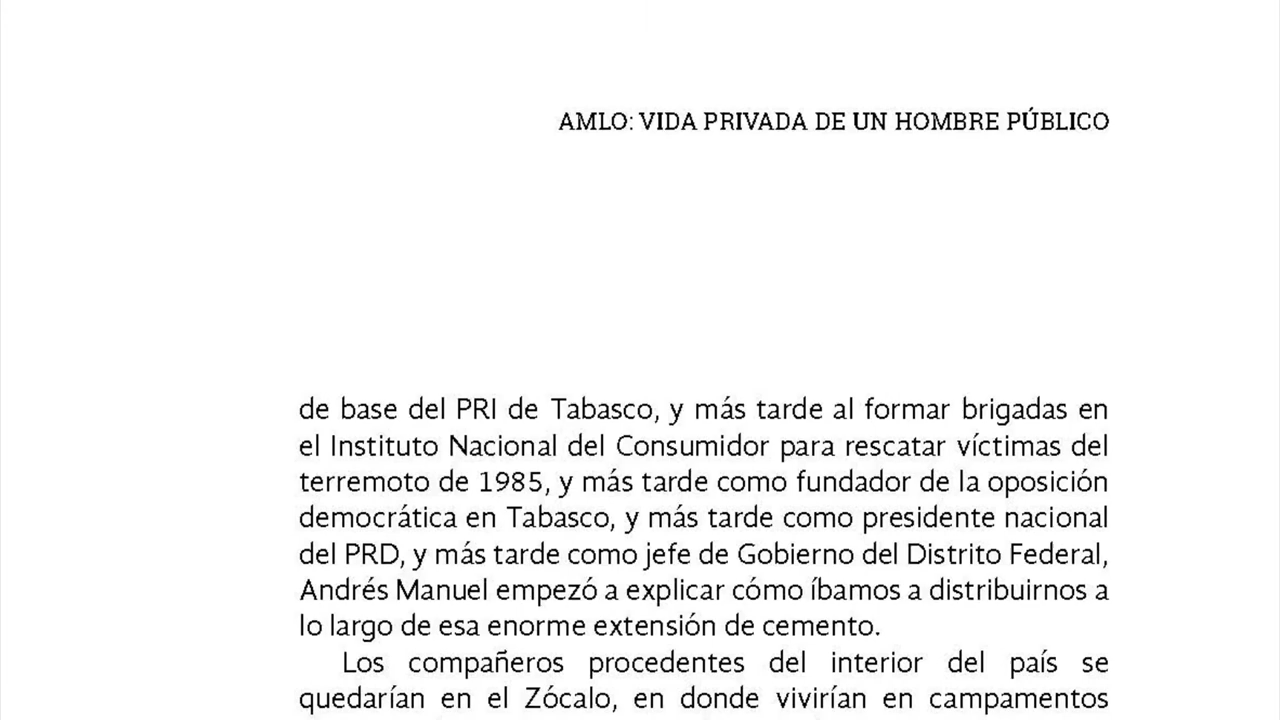 AMLO: VIDA PRIVADA DE UN HOMBRE PÚBLICO
de base del PRI de Tabasco, y más tarde al formar brigadas en
el Instituto Nacional del Consumidor para rescatar víctimas del
terremoto de 1985, y más tarde como fundador de la oposición
democrática en Tabasco, y más tarde como presidente nacional
del PRD, y más tarde como jefe de Gobierno del Distrito Federal,
Andrés Manuel empezó a explicar cómo íbamos a distribuirnos a
lo largo de esa enorme extensión de cemento.
Los compañeros procedentes del interior del país se
quedarían en el Zócalo, en donde vivirían en campamentos